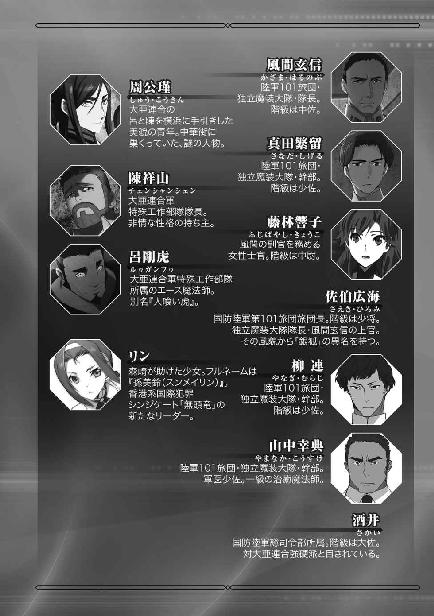 周公瑾
しゅう・こうきん
大亜連合の
呂と陳を横浜に手引きした
美貌の青年。中華街に
巣くっていた、謎の人物。
陳祥山
チェンシャンシェン
大亜連合軍
特殊工作部隊隊長。
非情な性格の持ち主。
呂剛虎
ルゥガンフゥ
大亜連合軍特殊工作部隊
所属のエース魔法師。
別名『人喰い虎』。
リン
森崎が助けた少女。フルネームは
『孫美鈴(スンメイリン)』。
香港系国際犯罪
シンジケート『無頭竜』の
新たなリーダー。
風間玄信
かざま・はるのぶ
陸軍101旅団・
独立魔装大隊・隊長。
階級は中佐。
真田繁留
さなだ・しげる
陸軍101旅団・
独立魔装大隊・幹部。
階級は少佐。
藤林響子
ふじばやし・きょうこ
風間の副官を務める
女性士官。階級は中尉。
佐伯広海
さえき・ひろみ
国防陸軍第101旅団旅団長。階級は少将。
独立魔装大隊隊長・風間玄信の上官。
その風貌から『銀狐』の異名を持つ。
柳 連
やなぎ・むらじ
陸軍101旅団・
独立魔装大隊・幹部。
階級は少佐。
山中幸典
やまなか・こうすけ
陸軍101旅団・独立魔装大隊・幹部。
軍医少佐。一級の治癒魔法師。
酒井
さかい
国防陸軍総司令部所属。階級は大佐。
対大亜連合強硬派と目されている。